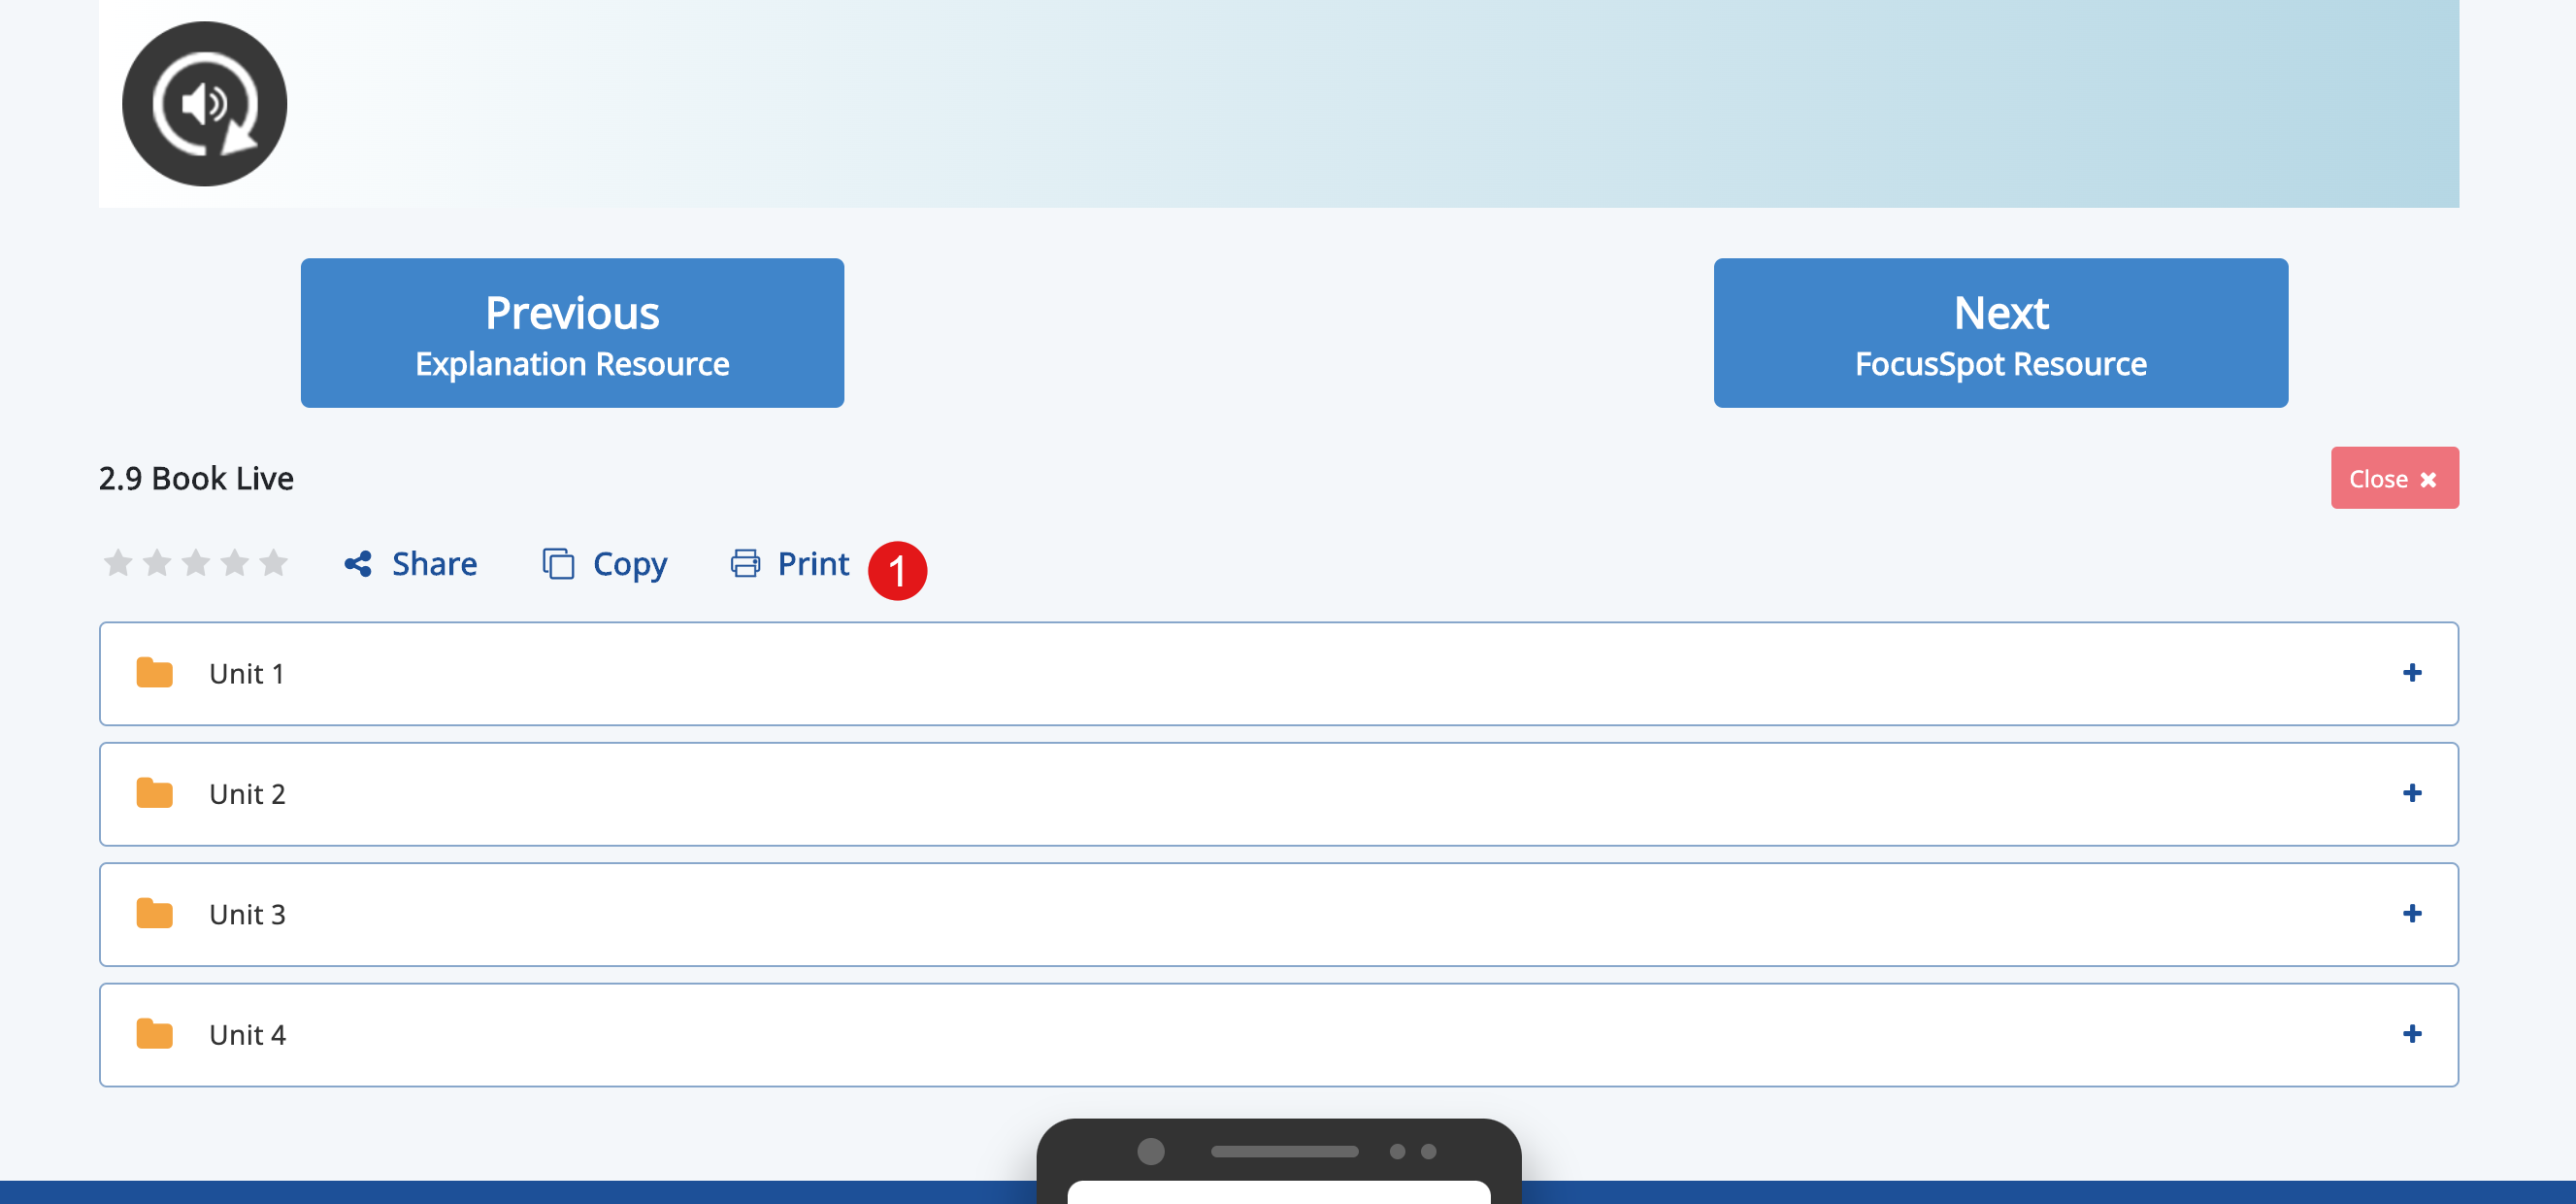 Previous
Explanation Resource
Next
FocusSpot Resource
2.9 Book Live
Close
Share
Copy
Print
1
Unit 1
Unit 2
Unit 3
Unit 4